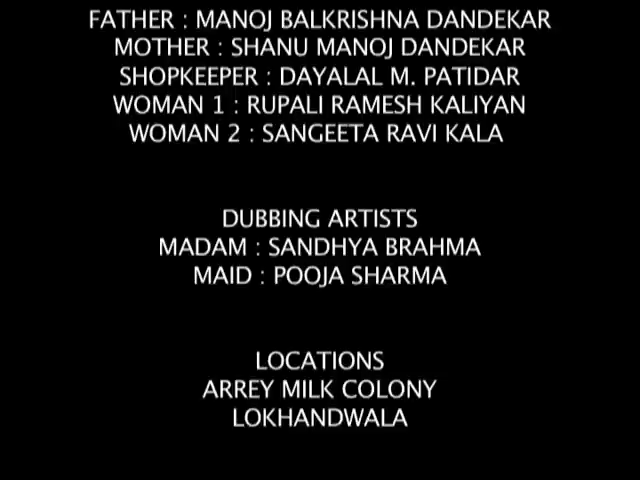 FATHER : MANOJ BALKRISHNA DANDEKAR
MOTHER : SHANU MANOJ DANDEKAR
SHOPKEEPER : DAYALAL M. PATIDAR
WOMAN 1 : RUPALI RAMESH KALIYAN
WOMAN 2 : SANGEETA RAVI KALA
DUBBING ARTISTS
MADAM : SANDHYA BRAHMA
MAID : POOJA SHARMA
LOCATIONS
ARREY MILK COLONY
LOKHANDWALA